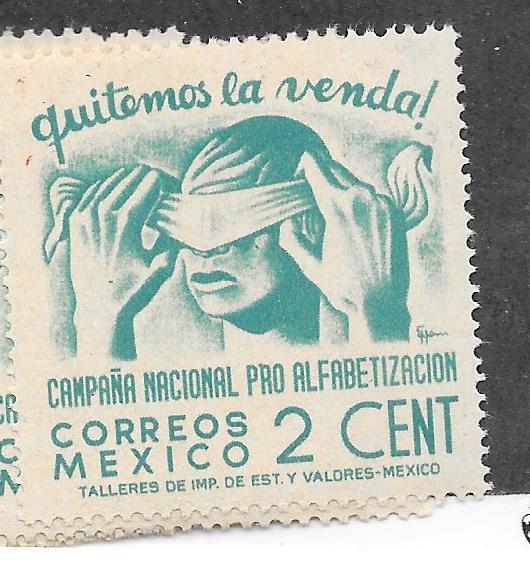 quitemos la venda!
CAMPAÑA NACIONAL PRO ALFABETIZACION
CORREOS
MEXICO
2 CENT
TALLERES DE IMP. DE EST. Y VALORES-MEXICO